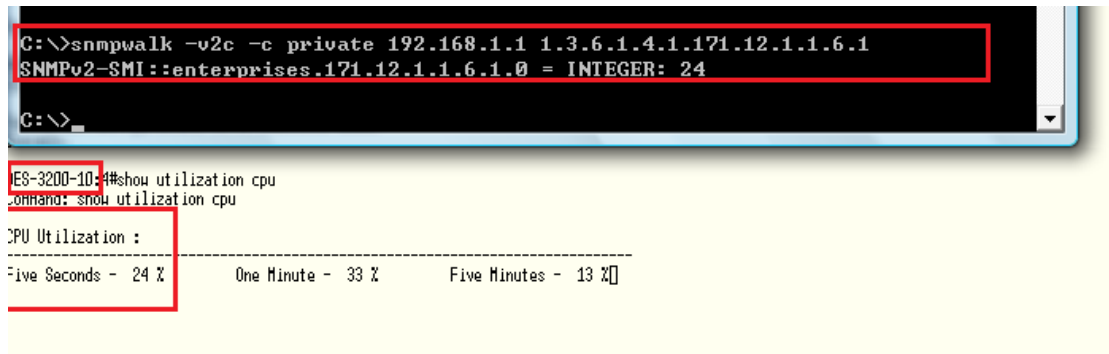 C:\>snmpwalk -v2c -c private 192.168.1.1 1.3.6.1.4.1.171.12.1.1.6.1
SNMPv2-SMI::enterprises.171.12.1.1.6.1.0 = INTEGER: 24
C:\>_
DES-3200-10:4#show utilization cpu
Command: show utilization cpu
CPU Utilization :
--------------------------------------------------------------------------------
Five Seconds - 24 % One Minute - 33 % Five Minutes - 13 %